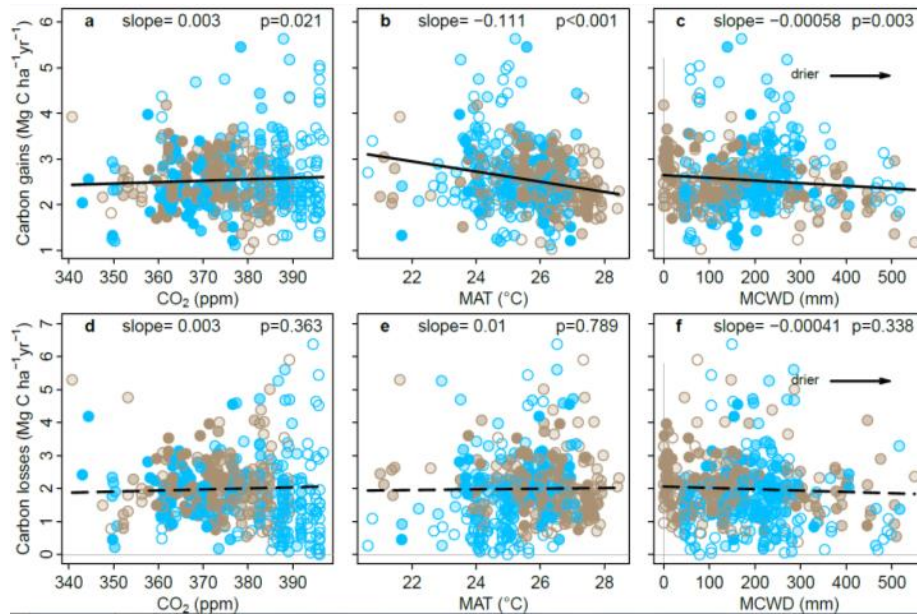 a slope= 0.003 p=0.021
b slope= −0.111 p<0.001
c slope= −0.00058 p=0.003
drier
Carbon gains (Mg C ha⁻¹yr⁻¹)
6
5
4
3
2
1
340 350 360 370 380 390
CO₂ (ppm)
22 24 26 28
MAT (°C)
0 100 200 300 400 500
MCWD (mm)
d slope= 0.003 p=0.363
e slope= 0.01 p=0.789
f slope= −0.00041 p=0.338
drier
Carbon losses (Mg C ha⁻¹yr⁻¹)
7
6
5
4
3
2
1
0
340 350 360 370 380 390
CO₂ (ppm)
22 24 26 28
MAT (°C)
0 100 200 300 400 500
MCWD (mm)